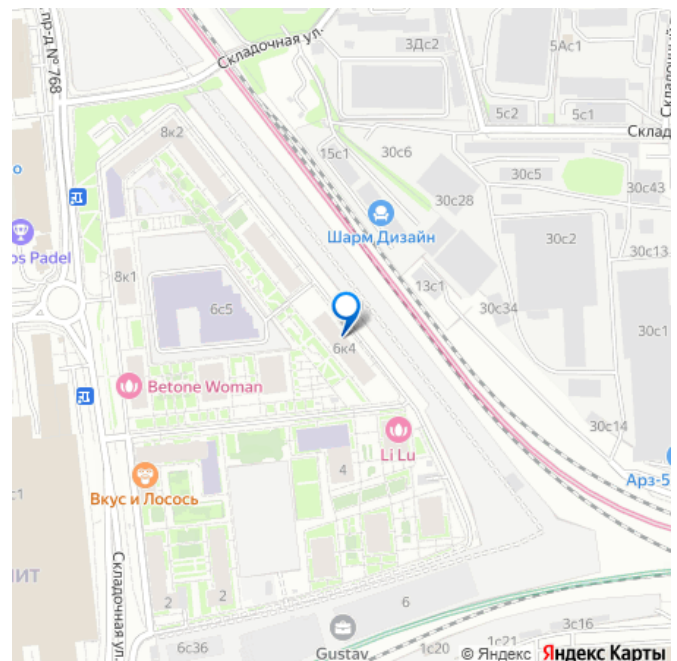 пр-д № 768
Складочная ул.
3Дс2
5Ас1
5с2
5с1
Склад
8к2
15с1
30с6
30с5
30с43
30с28
Шарм Дизайн
30с2
30с13
os Padel
8к1
6с5
13с1
30с34
30с1
6к4
Betone Woman
Li Lu
30с14
4
Арз-5
Вкус и Лосось
с1
Складочная ул.
ИТ
2
2
6
6с36
Gustav
1с20
1с21
3с16
© Яндекс Яндекс Карты